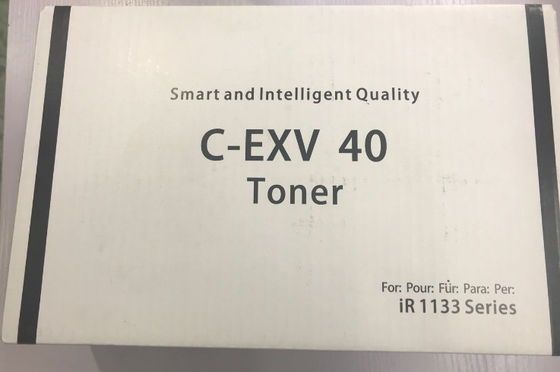 Smart and Intelligent Quality
C-EXV 40
Toner
For: Pour: Für: Para: Per:
iR 1133 Series